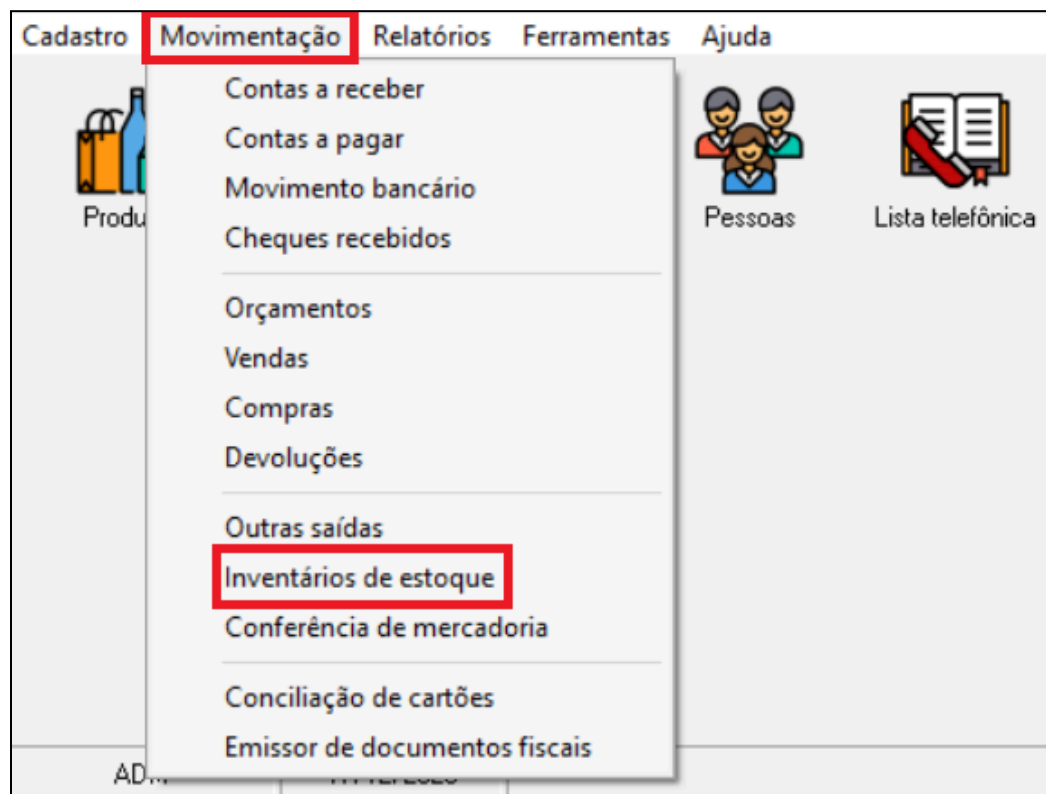 Cadastro Movimentação Relatórios Ferramentas Ajuda
Contas a receber
Contas a pagar
Movimento bancário
Cheques recebidos
Produ
Pessoas
Lista telefônica
Orçamentos
Vendas
Compras
Devoluções
Outras saídas
Inventários de estoque
Conferência de mercadoria
Conciliação de cartões
Emissor de documentos fiscais